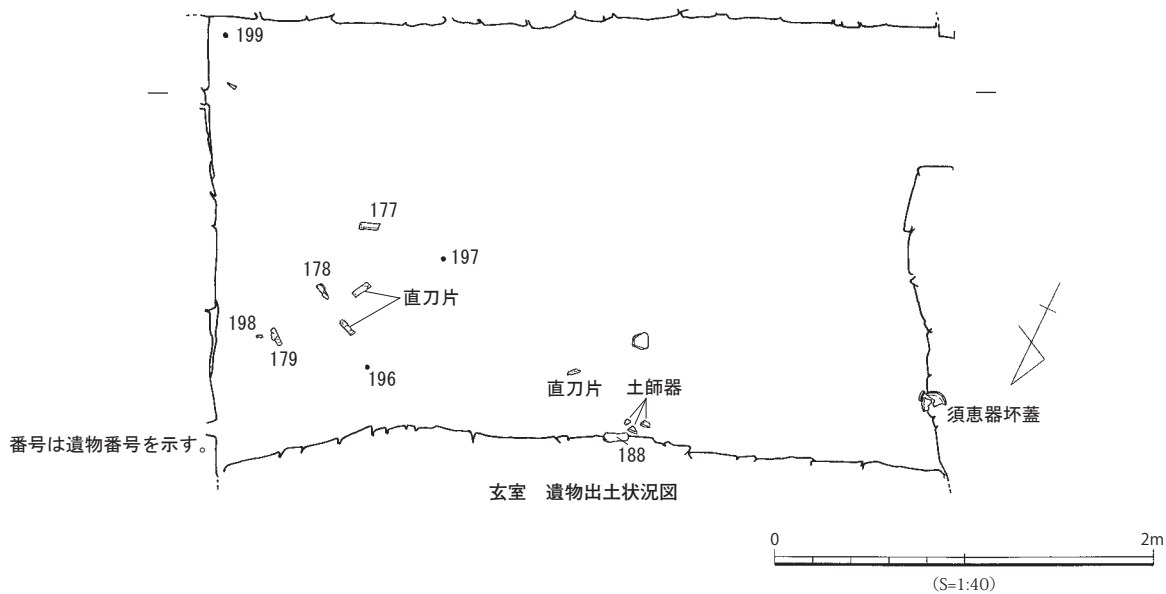 199
177
197
178
直刀片
198
179
196
直刀片
土師器
須恵器坏蓋
番号は遺物番号を示す。
188
玄室 遺物出土状況図
0
2m
(S=1:40)